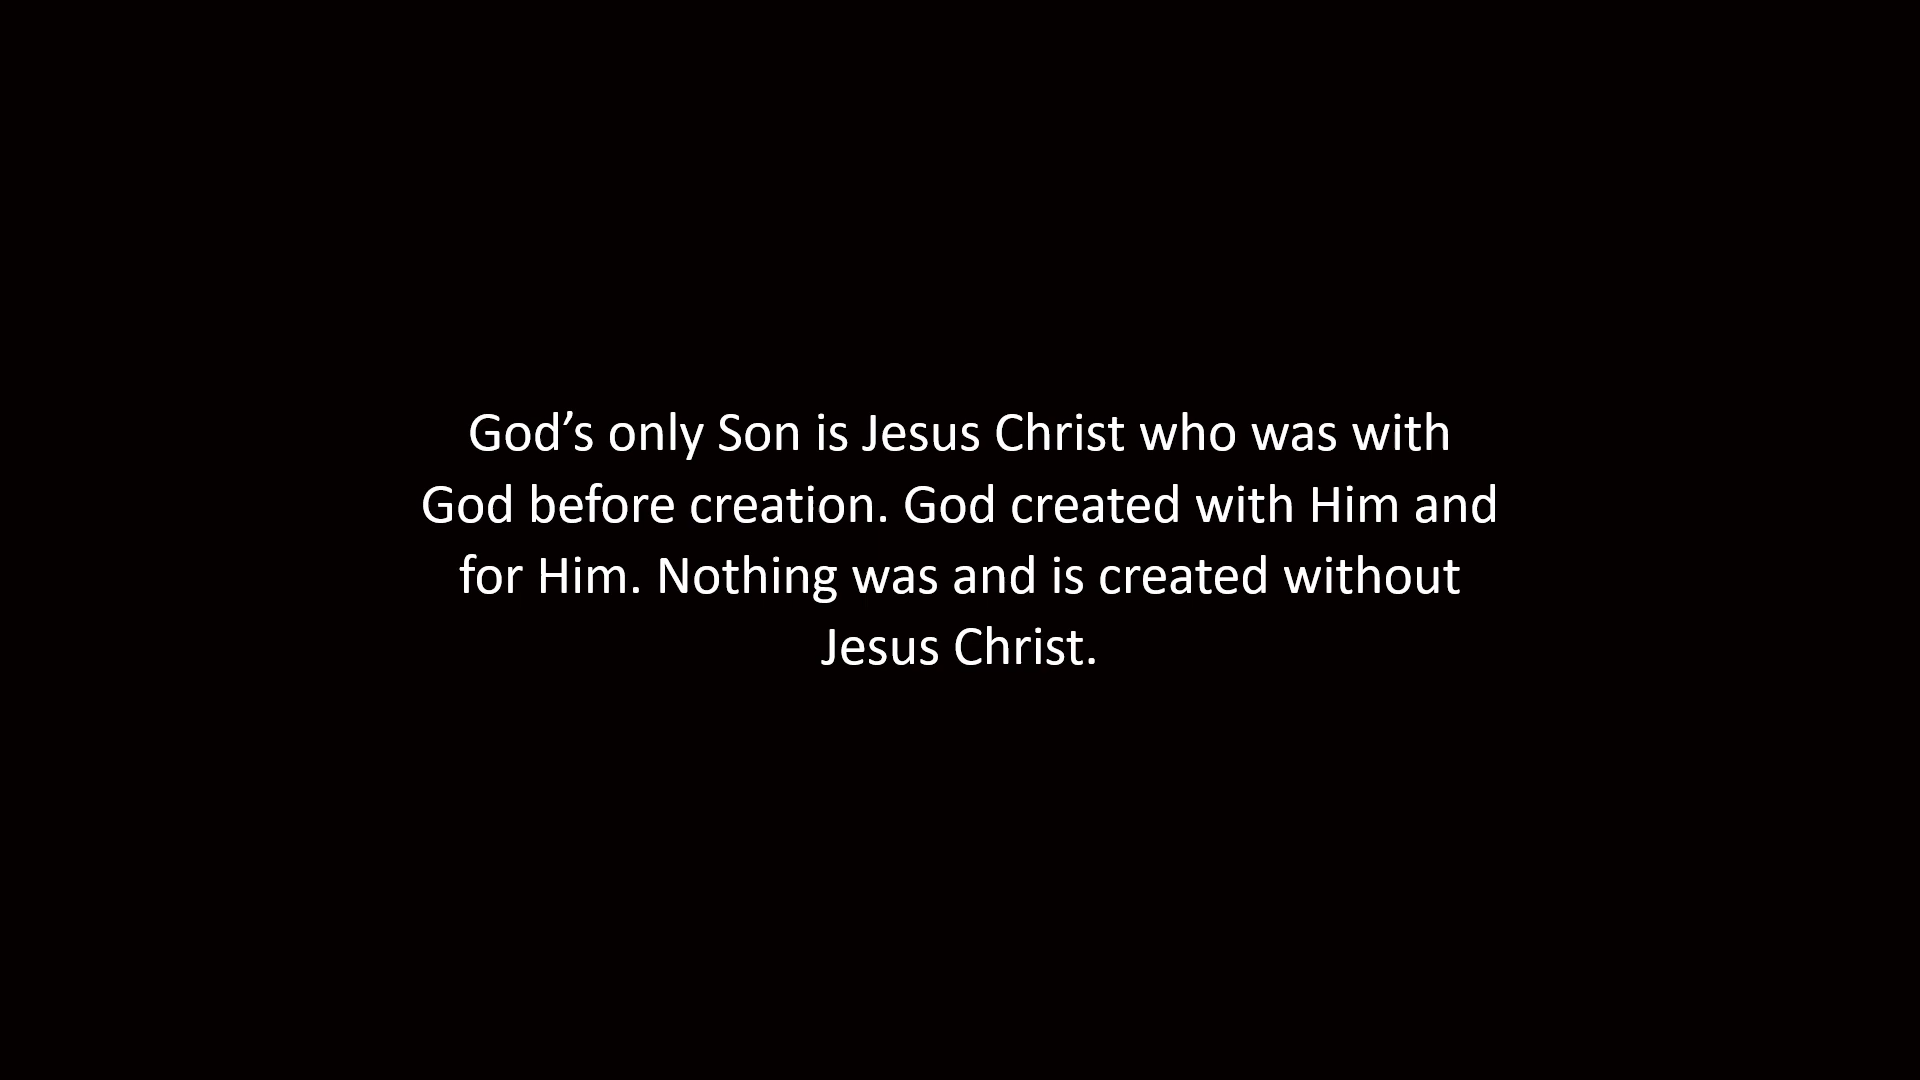 God’s only Son is Jesus Christ who was with
God before creation. God created with Him and
for Him. Nothing was and is created without
Jesus Christ.